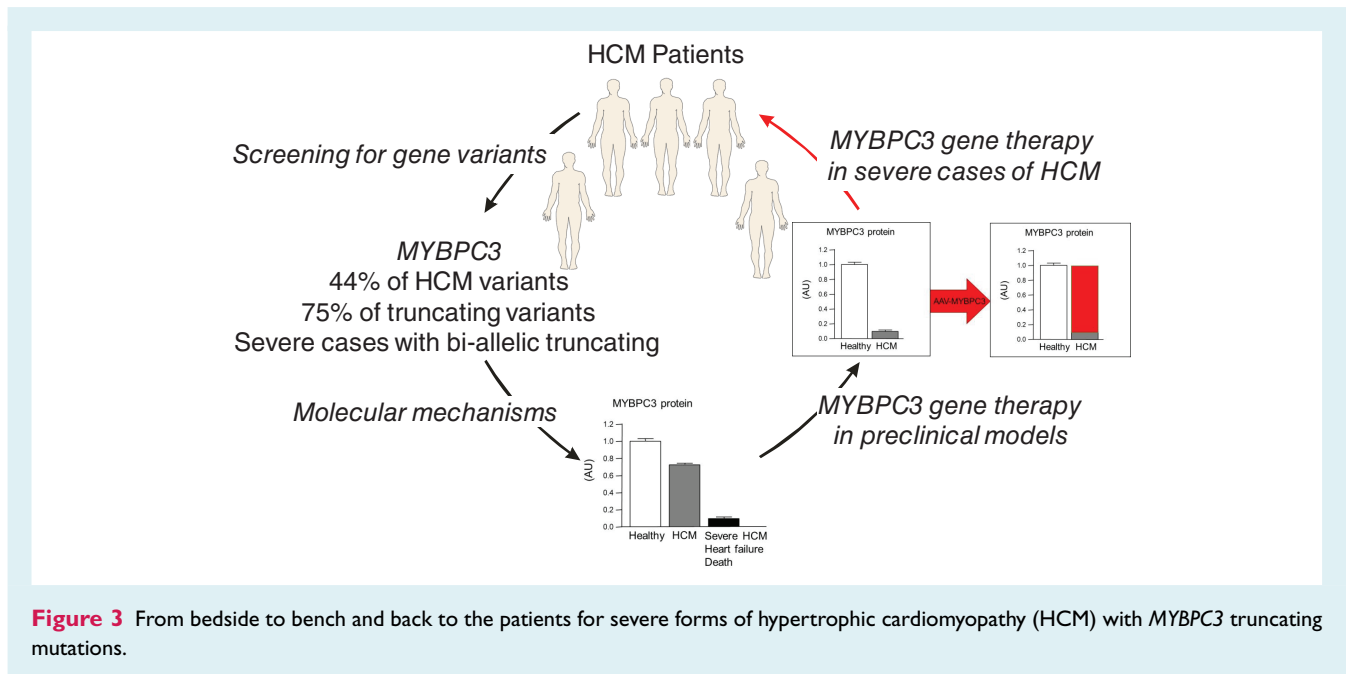 HCM Patients
Screening for gene variants
MYBPC3
44% of HCM variants
75% of truncating variants
Severe cases with bi-allelic truncating
Molecular mechanisms
MYBPC3 protein
(AU)
1.2
1.0
0.8
0.6
0.4
0.2
0.0
Healthy HCM Severe HCM
Heart failure
Death
MYBPC3 gene therapy
in preclinical models
MYBPC3 protein
(AU)
1.2
1.0
0.8
0.6
0.4
0.2
0.0
Healthy HCM
AAV-MYBPC3
MYBPC3 protein
(AU)
1.2
1.0
0.8
0.6
0.4
0.2
0.0
Healthy HCM
MYBPC3 gene therapy
in severe cases of HCM
Figure 3 From bedside to bench and back to the patients for severe forms of hypertrophic cardiomyopathy (HCM) with MYBPC3 truncating
mutations.